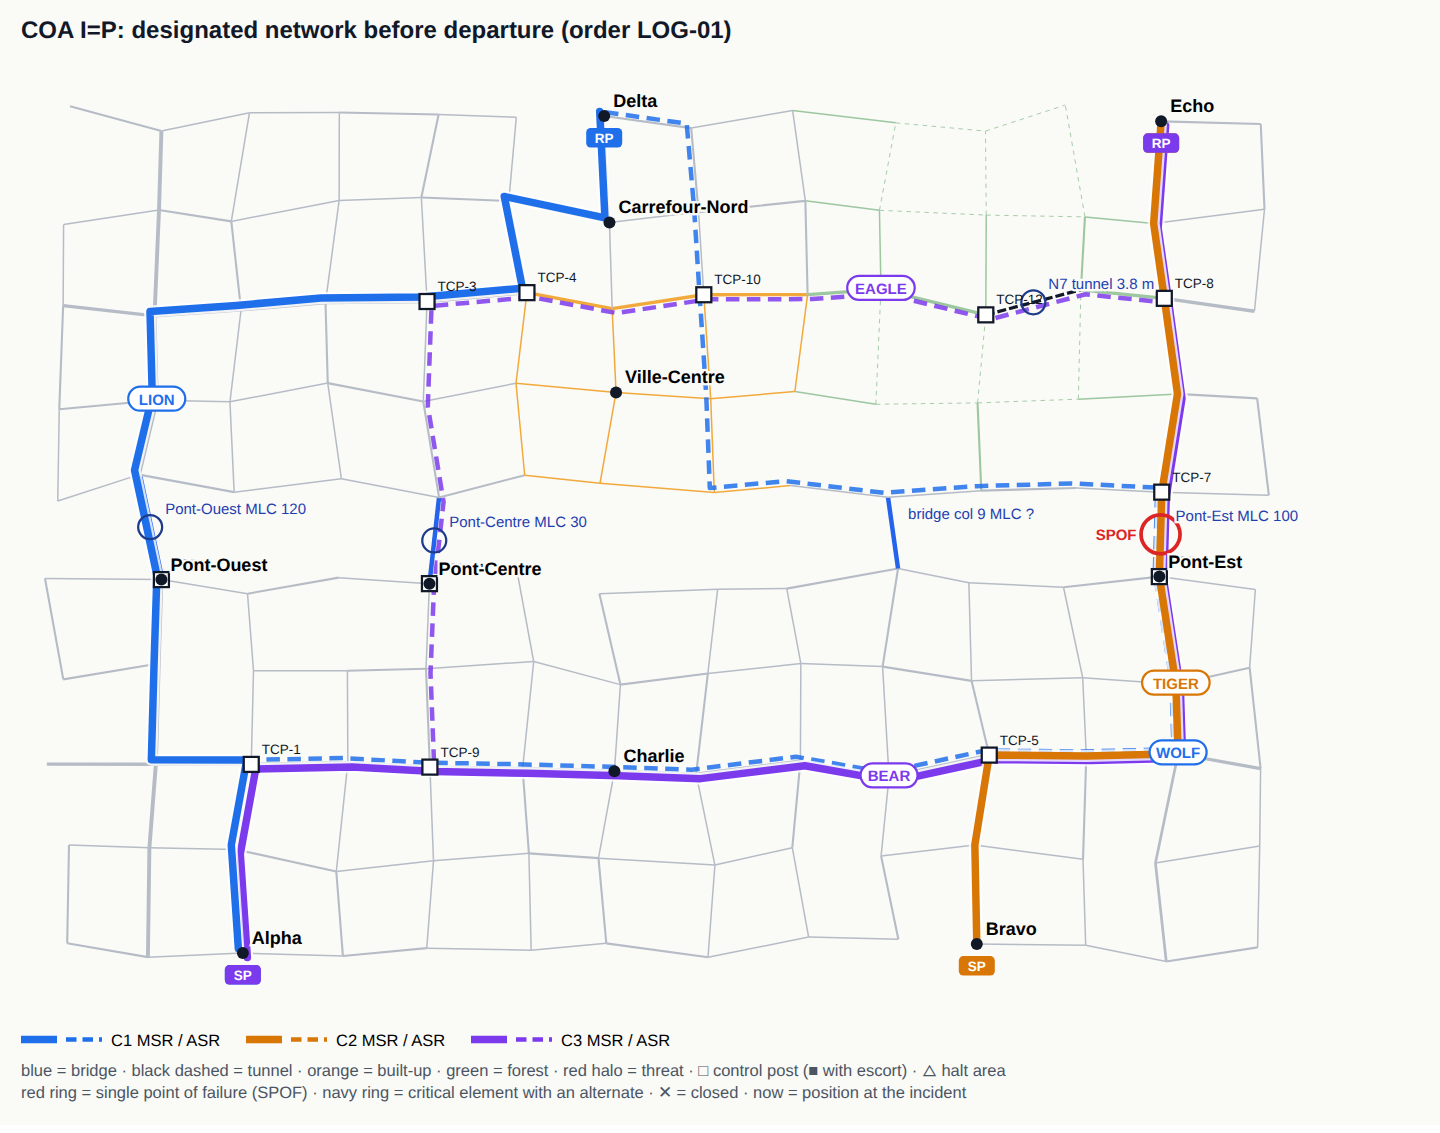 COA I=P: designated network before departure (order LOG-01)
Delta
Echo
RP
RP
Carrefour-Nord
TCP-3
TCP-4
TCP-10
EAGLE
TCP-12
N7 tunnel 3.8 m
TCP-8
Ville-Centre
LION
TCP-7
Pont-Ouest MLC 120
Pont-Centre MLC 30
bridge col 9 MLC ?
Pont-Est MLC 100
SPOF
Pont-Ouest
Pont-Centre
Pont-Est
TIGER
TCP-1
TCP-9
Charlie
TCP-5
WOLF
BEAR
Alpha
SP
Bravo
SP
C1 MSR / ASR
C2 MSR / ASR
C3 MSR / ASR
blue = bridge · black dashed = tunnel · orange = built-up · green = forest · red halo = threat · □ control post (■ with escort) · △ halt area
red ring = single point of failure (SPOF) · navy ring = critical element with an alternate · ✕ = closed · now = position at the incident